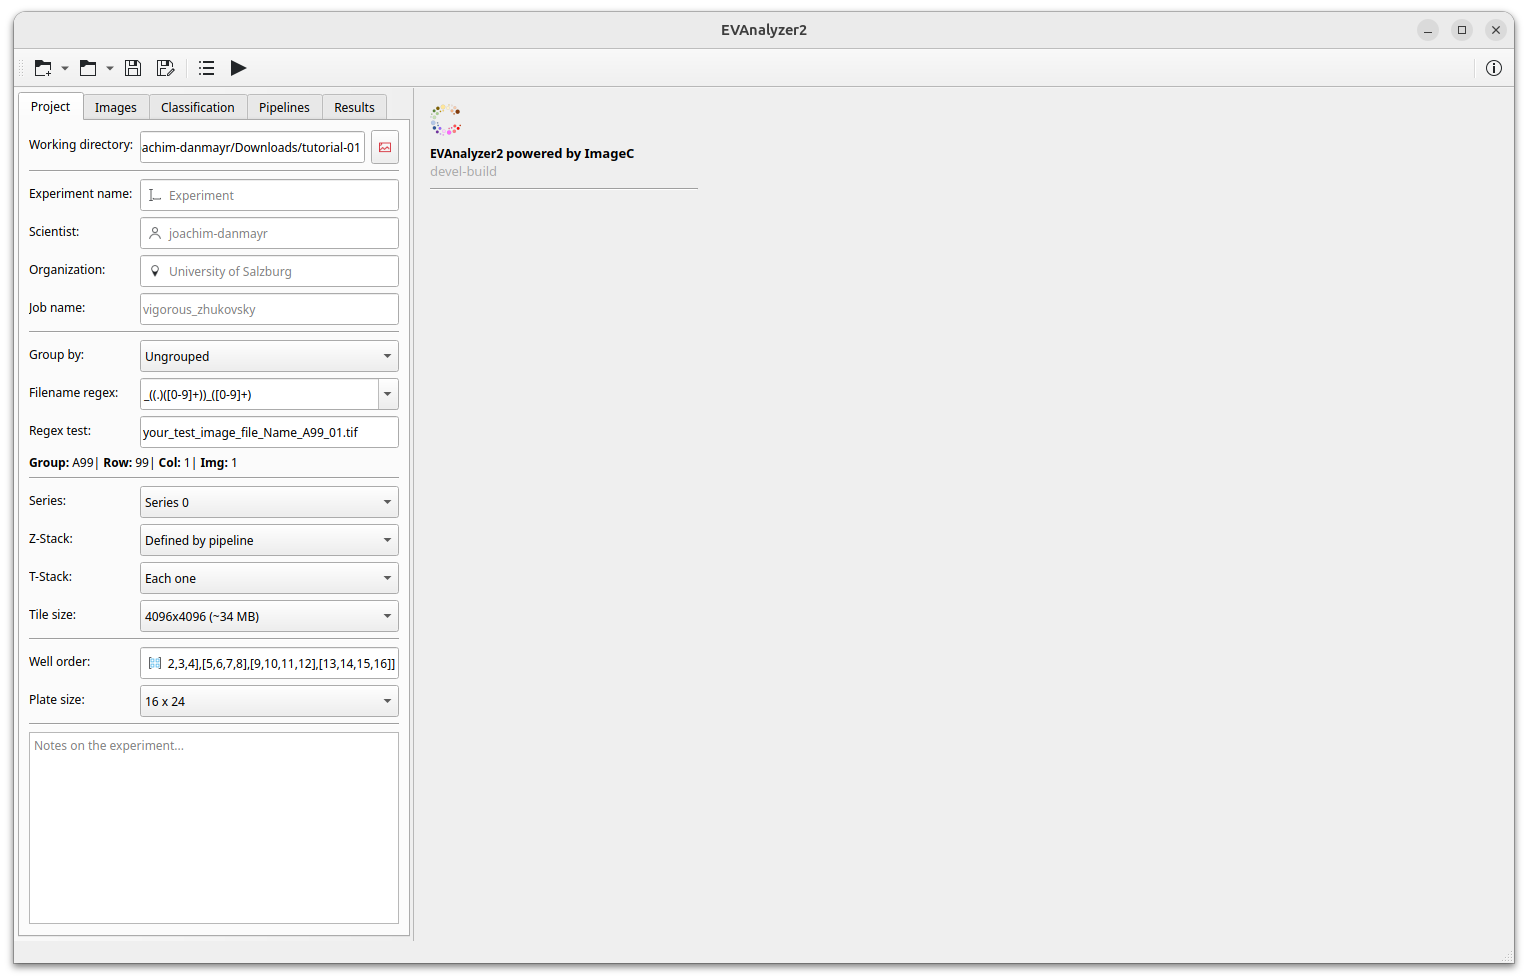 EVAnalyzer2
Project Images Classification Pipelines Results
Working directory: achim-danmayr/Downloads/tutorial-01
Experiment name: Experiment
Scientist: joachim-danmayr
Organization: University of Salzburg
Job name: vigorous_zhukovsky
Group by: Ungrouped
Filename regex: _((.)([0-9]+))_([0-9]+)
Regex test: your_test_image_file_Name_A99_01.tif
Group: A99| Row: 99| Col: 1| Img: 1
Series: Series 0
Z-Stack: Defined by pipeline
T-Stack: Each one
Tile size: 4096x4096 (~34 MB)
Well order: 2,3,4],[5,6,7,8],[9,10,11,12],[13,14,15,16]]
Plate size: 16 x 24
Notes on the experiment...
EVAnalyzer2 powered by ImageC
devel-build